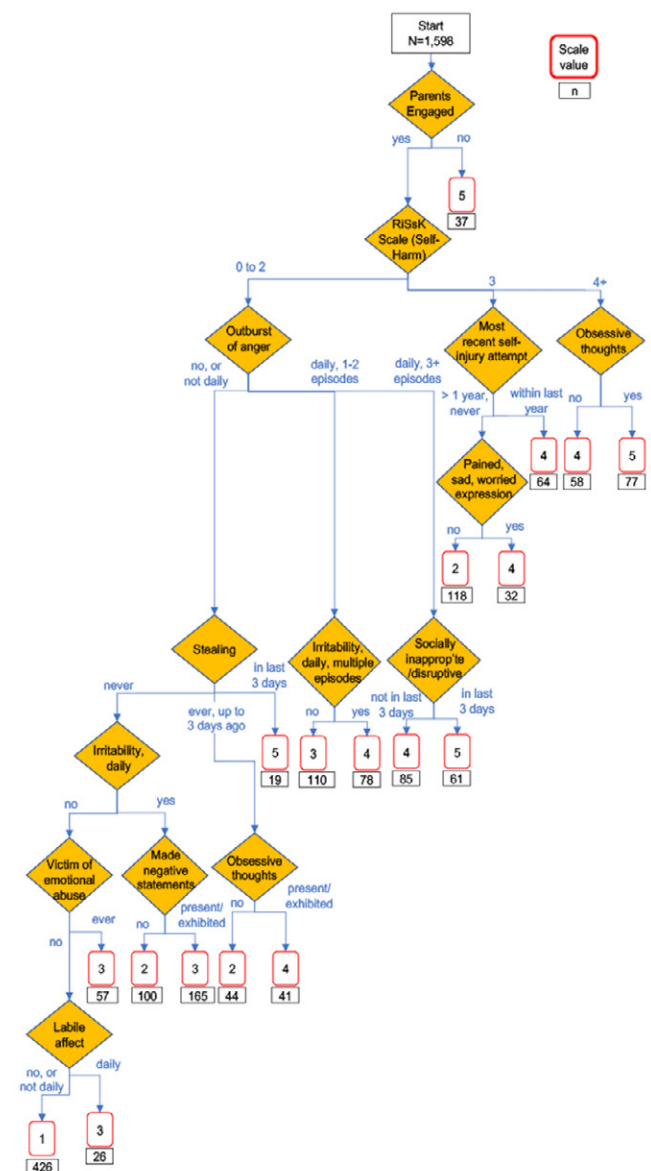 Start
N=1,598
Scale
value
n
Parents
Engaged
yes
no
5
37
RiSsK
Scale (Self-
Harm)
0 to 2
3
4+
Outburst
of anger
Most
recent self-
injury attempt
Obsessive
thoughts
no, or
not daily
daily, 1-2
episodes
daily, 3+
episodes
> 1 year,
never
within last
year
no
yes
4
64
4
58
5
77
Pained,
sad, worried
expression
no
yes
2
118
4
32
Stealing
Irritability,
daily, multiple
episodes
Socially
inapprop'te
/disruptive
never
ever, up to
3 days ago
in last
3 days
no
yes
not in last
3 days
in last
3 days
5
19
3
110
4
78
4
85
5
61
Irritability,
daily
no
yes
Victim of
emotional
abuse
Made
negative
statements
Obsessive
thoughts
no
ever
no
present/
exhibited
no
present/
exhibited
3
57
2
100
3
165
2
44
4
41
Labile
affect
no, or
not daily
daily
1
426
3
26